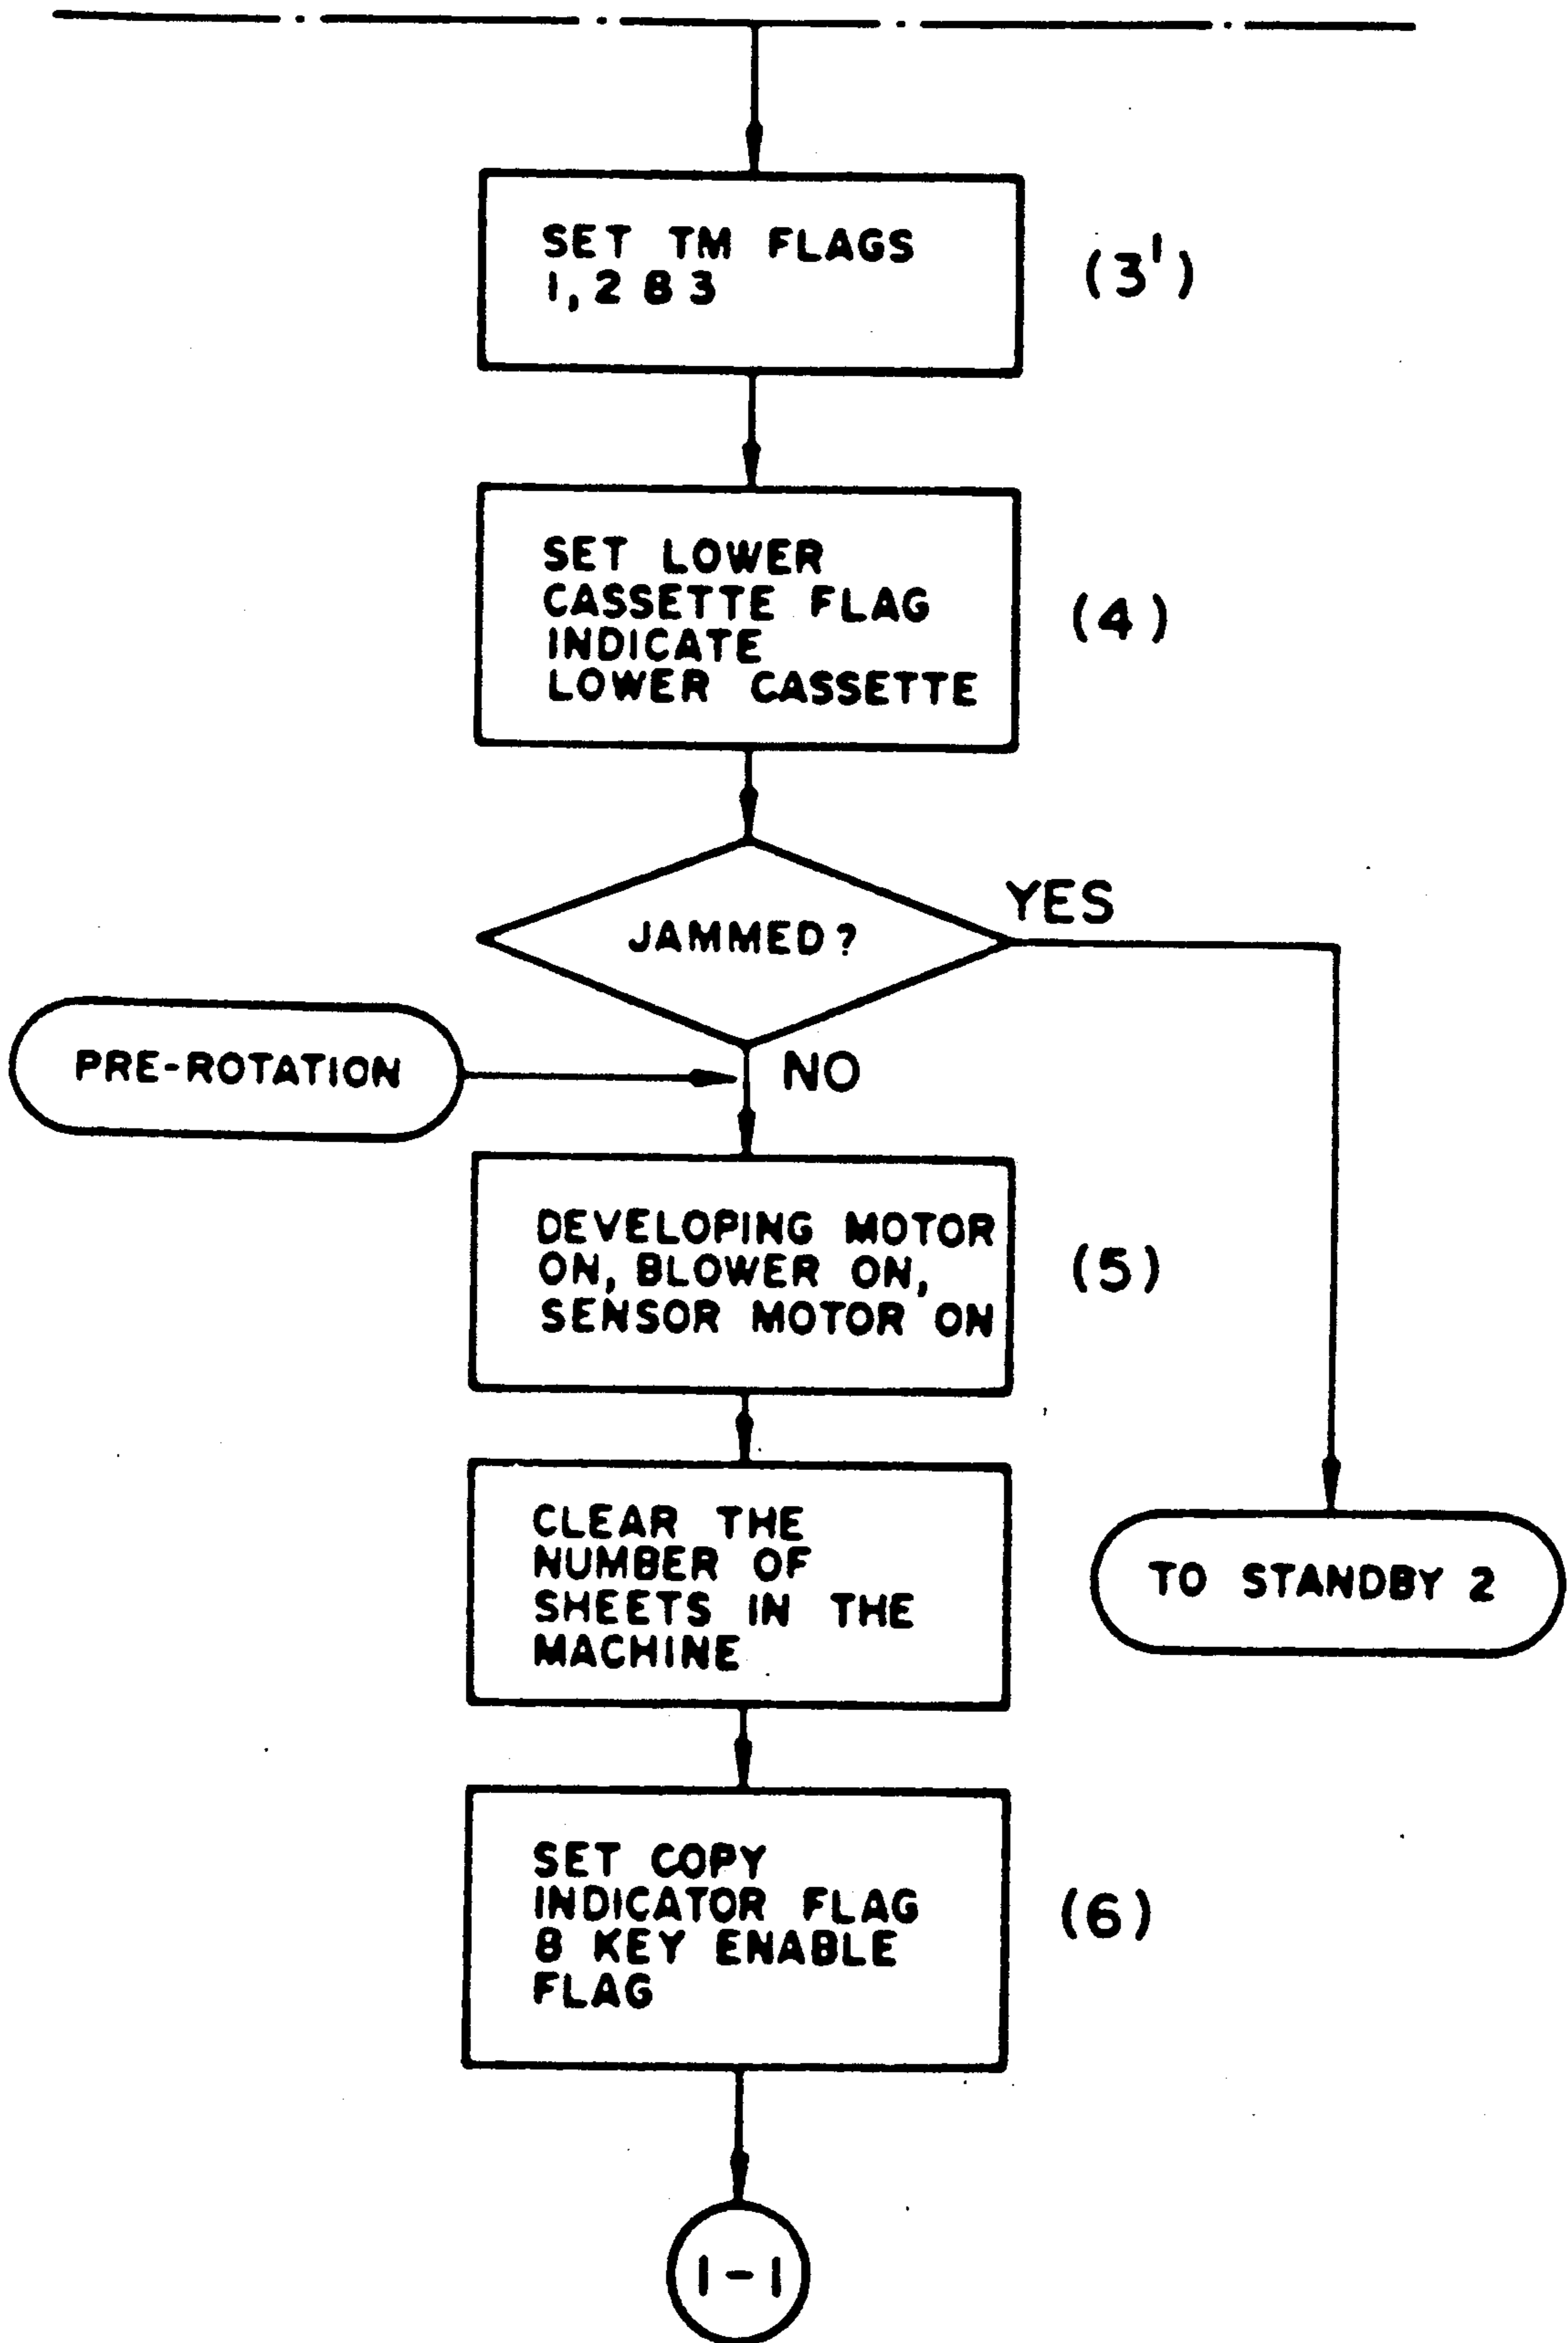 SET TM FLAGS
1, 2 & 3
(3')
SET LOWER
CASSETTE FLAG
INDICATE
LOWER CASSETTE
(4)
JAMMED?
YES
PRE-ROTATION
NO
DEVELOPING MOTOR
ON, BLOWER ON,
SENSOR MOTOR ON
(5)
CLEAR THE
NUMBER OF
SHEETS IN THE
MACHINE
TO STANDBY 2
SET COPY
INDICATOR FLAG
& KEY ENABLE
FLAG
(6)
1-1